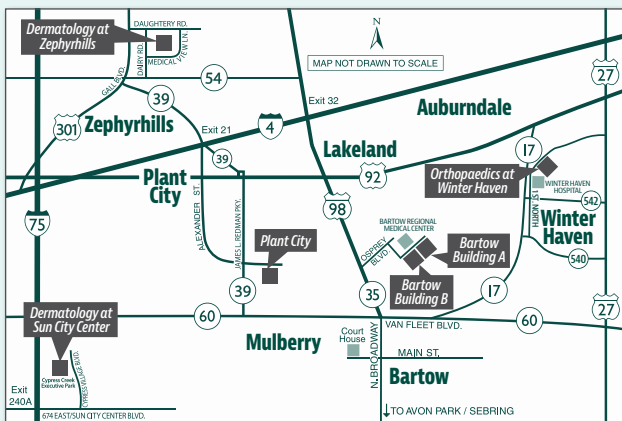 Dermatology at
Zephyrhills
DAUGHTERY RD.
DAIRY RD.
MEDICAL
VIEW LN.
N
MAP NOT DRAWN TO SCALE
27
GALL BLVD.
54
39
Exit 32
301
Zephyrhills
4
Auburndale
Exit 21
39
Lakeland
17
92
Orthopaedics at
Winter Haven
Plant
City
WINTER HAVEN
HOSPITAL
1ST. NORTH
542
98
75
ALEXANDER ST.
JAMES L. REDMAN PKY.
Plant City
BARTOW REGIONAL
MEDICAL CENTER
OSPREY
BLVD.
Bartow
Building A
Winter
Haven
540
Bartow
Building B
39
35
17
27
Dermatology at
Sun City Center
60
VAN FLEET BLVD.
60
Mulberry
Court
House
N. BROADWAY
MAIN ST.
Bartow
Cypress Creek
Executive Park
CYPRESS VILLAGE BLVD.
Exit
240A
674 EAST/SUN CITY CENTER BLVD.
↓TO AVON PARK / SEBRING